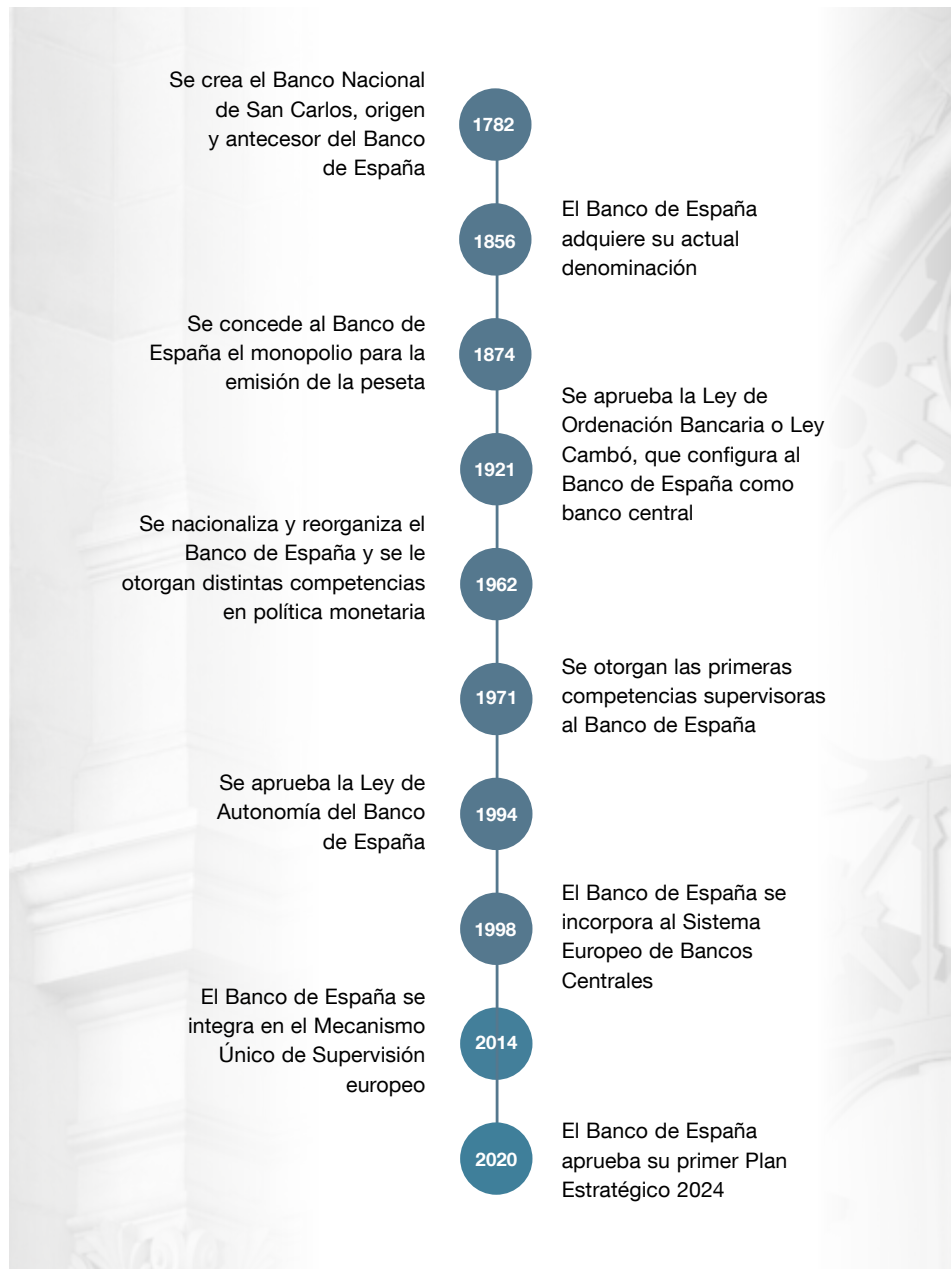 Se crea el Banco Nacional
de San Carlos, origen
y antecesor del Banco
de España
1782
El Banco de España
adquiere su actual
denominación
1856
Se concede al Banco de
España el monopolio para la
emisión de la peseta
1874
Se aprueba la Ley de
Ordenación Bancaria o Ley
Cambó, que configura al
Banco de España como
banco central
1921
Se nacionaliza y reorganiza el
Banco de España y se le
otorgan distintas competencias
en política monetaria
1962
Se otorgan las primeras
competencias supervisoras
al Banco de España
1971
Se aprueba la Ley de
Autonomía del Banco
de España
1994
El Banco de España se
incorpora al Sistema
Europeo de Bancos
Centrales
1998
El Banco de España se
integra en el Mecanismo
Único de Supervisión
europeo
2014
El Banco de España
aprueba su primer Plan
Estratégico 2024
2020